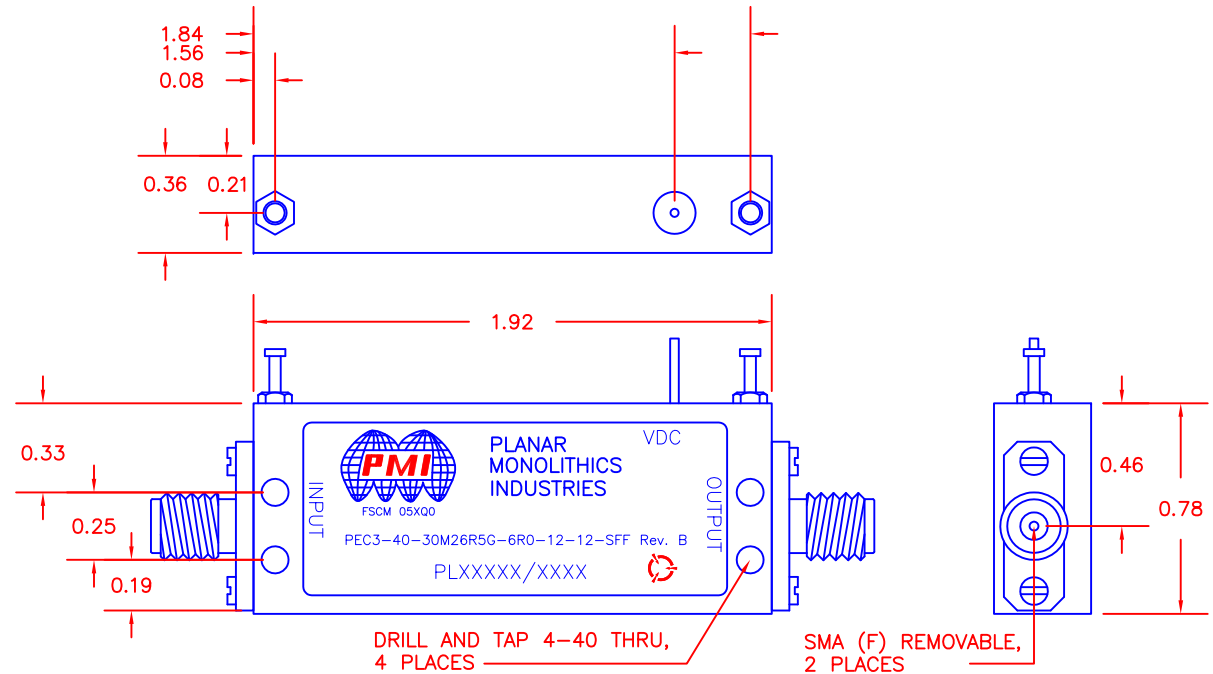 1.84
1.56
0.08
0.36
0.21
1.92
0.33
0.25
0.19
PMI
FSCM 05XQ0
PLANAR
MONOLITHICS
INDUSTRIES
VDC
INPUT
OUTPUT
PEC3-40-30M26R5G-6R0-12-12-SFF Rev. B
PLXXXXX/XXXX
0.46
0.78
DRILL AND TAP 4-40 THRU,
4 PLACES
SMA (F) REMOVABLE,
2 PLACES